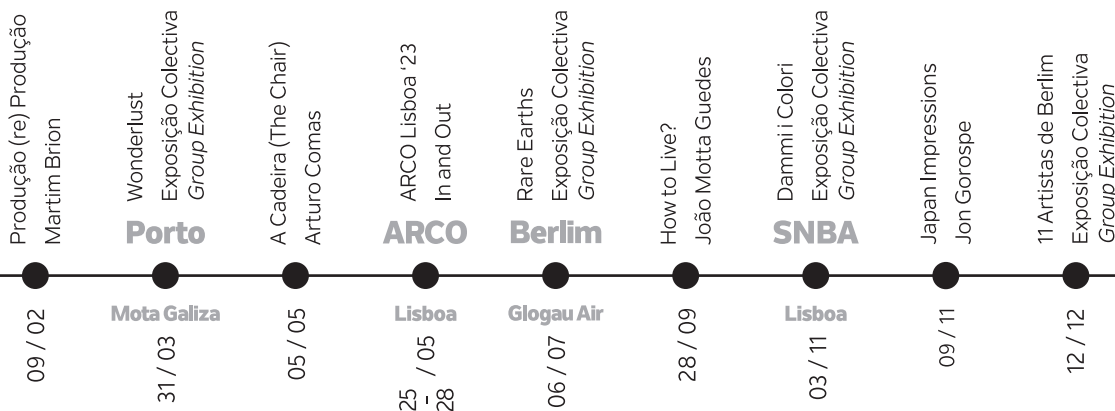 Produção (re) Produção
Martim Brion
09 / 02
Wonderlust
Exposição Colectiva
Group Exhibition
Porto
Mota Galiza
31 / 03
A Cadeira (The Chair)
Arturo Comas
05 / 05
ARCO Lisboa ‘23
In and Out
ARCO
Lisboa
25 - 28 / 05
Rare Earths
Exposição Colectiva
Group Exhibition
Berlim
Glogau Air
06 / 07
How to Live?
João Motta Guedes
28 / 09
Dammi i Colori
Exposição Colectiva
Group Exhibition
SNBA
Lisboa
03 / 11
Japan Impressions
Jon Gorospe
09 / 11
11 Artistas de Berlim
Exposição Colectiva
Group Exhibition
12 / 12